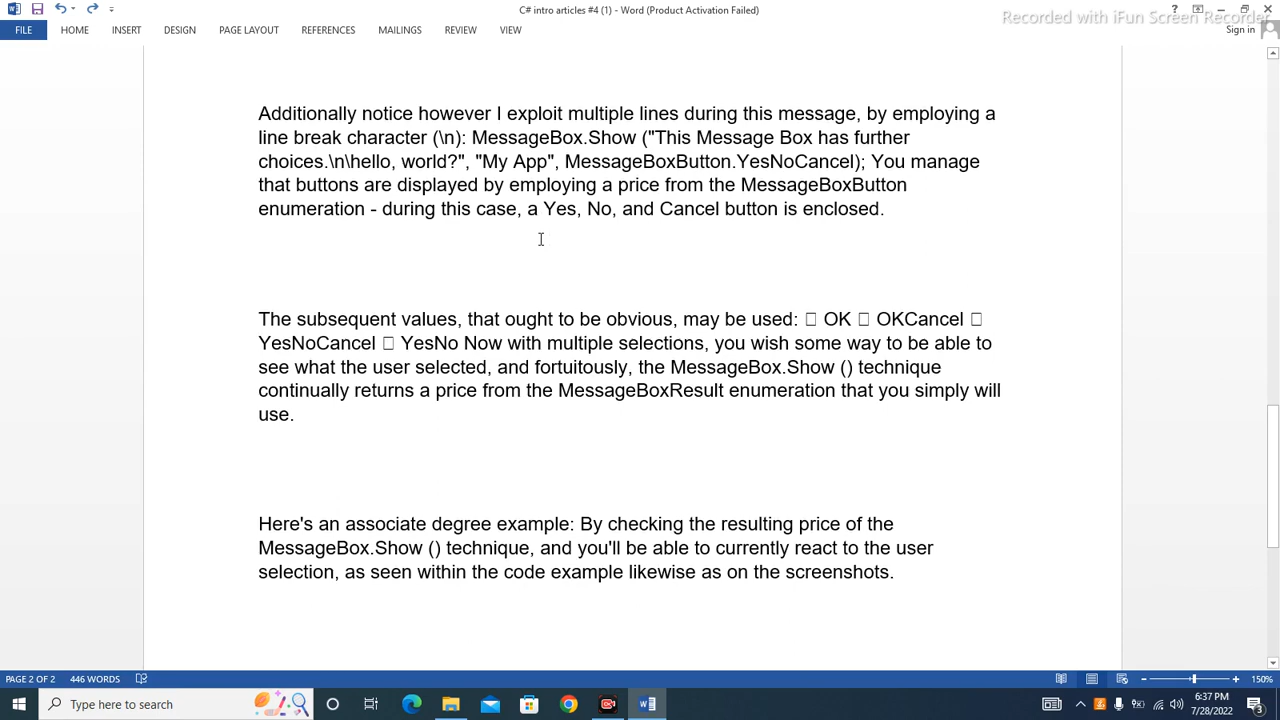 C# intro articles #4 (1) - Word (Product Activation Failed)
Recorded with iFun Screen Recorder
FILE HOME INSERT DESIGN PAGE LAYOUT REFERENCES MAILINGS REVIEW VIEW Sign in
Additionally notice however I exploit multiple lines during this message, by employing a
line break character (\n): MessageBox.Show ("This Message Box has further
choices.\n\hello, world?", "My App", MessageBoxButton.YesNoCancel); You manage
that buttons are displayed by employing a price from the MessageBoxButton
enumeration - during this case, a Yes, No, and Cancel button is enclosed.
The subsequent values, that ought to be obvious, may be used: □ OK □ OKCancel □
YesNoCancel □ YesNo Now with multiple selections, you wish some way to be able to
see what the user selected, and fortuitously, the MessageBox.Show () technique
continually returns a price from the MessageBoxResult enumeration that you simply will
use.
Here's an associate degree example: By checking the resulting price of the
MessageBox.Show () technique, and you'll be able to currently react to the user
selection, as seen within the code example likewise as on the screenshots.
PAGE 2 OF 2 446 WORDS 150%
Type here to search
6:37 PM
7/28/2022